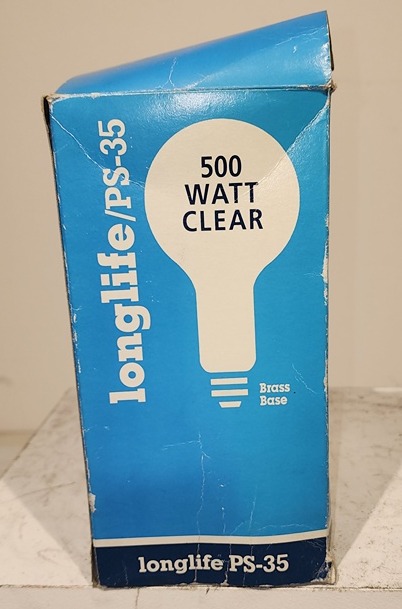 longlife/PS-35
500
WATT
CLEAR
Brass
Base
longlife PS-35